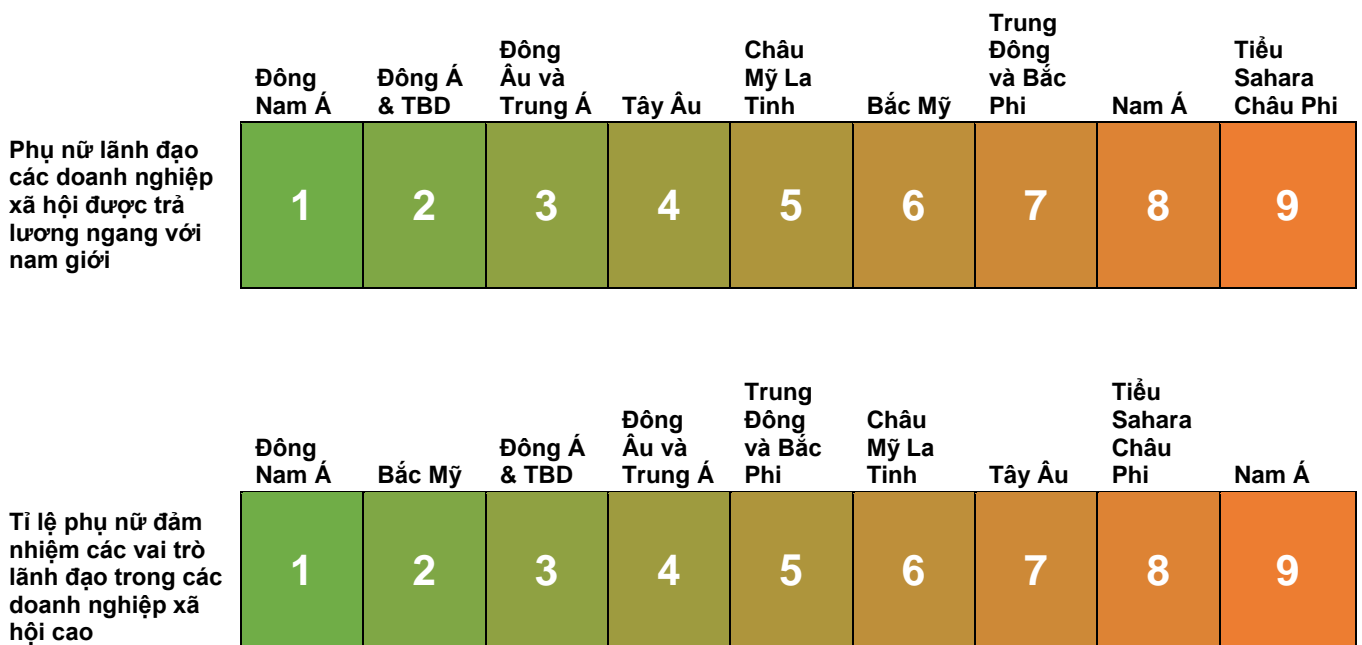 Đông
Nam Á
Đông Á
& TBD
Đông
Âu và
Trung Á
Tây Âu
Châu
Mỹ La
Tinh
Bắc Mỹ
Trung
Đông
và Bắc
Phi
Nam Á
Tiểu
Sahara
Châu Phi
Phụ nữ lãnh đạo
các doanh nghiệp
xã hội được trả
lương ngang với
nam giới
1 2 3 4 5 6 7 8 9
Đông
Nam Á
Bắc Mỹ
Đông Á
& TBD
Đông
Âu và
Trung Á
Trung
Đông
và Bắc
Phi
Châu
Mỹ La
Tinh
Tây Âu
Tiểu
Sahara
Châu
Phi
Nam Á
Tỉ lệ phụ nữ đảm
nhiệm các vai trò
lãnh đạo trong các
doanh nghiệp xã
hội cao
1 2 3 4 5 6 7 8 9